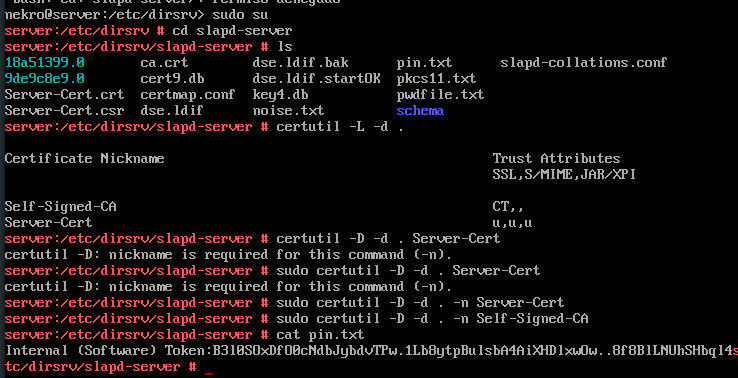 nekro@server:/etc/dirsrv> sudo su
server:/etc/dirsrv # cd slapd-server
server:/etc/dirsrv/slapd-server # ls
18a51399.0 ca.crt dse.ldif.bak pin.txt slapd-collations.conf
9de9c8e9.0 cert9.db dse.ldif.startOK pkcs11.txt
Server-Cert.crt certmap.conf key4.db pwdfile.txt
Server-Cert.csr dse.ldif noise.txt schema
server:/etc/dirsrv/slapd-server # certutil -L -d .
Certificate Nickname Trust Attributes
SSL,S/MIME,JAR/XPI
Self-Signed-CA CT,,
Server-Cert u,u,u
server:/etc/dirsrv/slapd-server # certutil -D -d . Server-Cert
certutil -D: nickname is required for this command (-n).
server:/etc/dirsrv/slapd-server # sudo certutil -D -d . Server-Cert
certutil -D: nickname is required for this command (-n).
server:/etc/dirsrv/slapd-server # sudo certutil -D -d . -n Server-Cert
server:/etc/dirsrv/slapd-server # sudo certutil -D -d . -n Self-Signed-CA
server:/etc/dirsrv/slapd-server # cat pin.txt
Internal (Software) Token:B3l0SOxDfO0cNdbJybdvTPw.1Lb8ytpBulsbA4AiXHDlxwOw..8f8BlLNUhSHbql4s
tc/dirsrv/slapd-server #